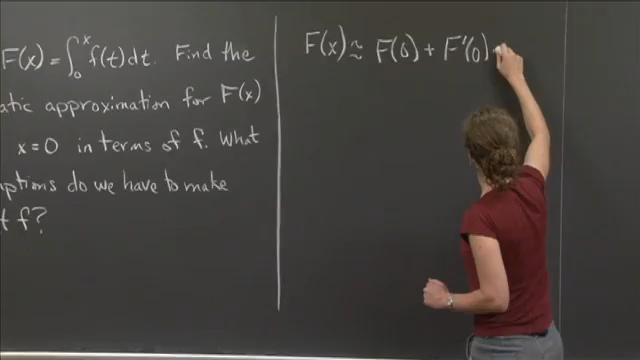 F(x) = ∫₀ˣ f(t)dt. Find the
atic approximation for F(x)
x=0 in terms of f. What
ptions do we have to make
t f?
F(x) ≈ F(0) + F'(0)